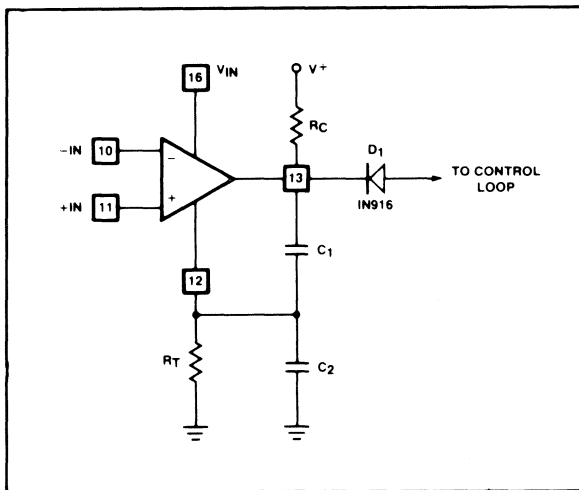 16 VIN
V+
RC
-IN 10 −
+IN 11 +
13
D1
IN916
TO CONTROL
LOOP
C1
12
RT
C2